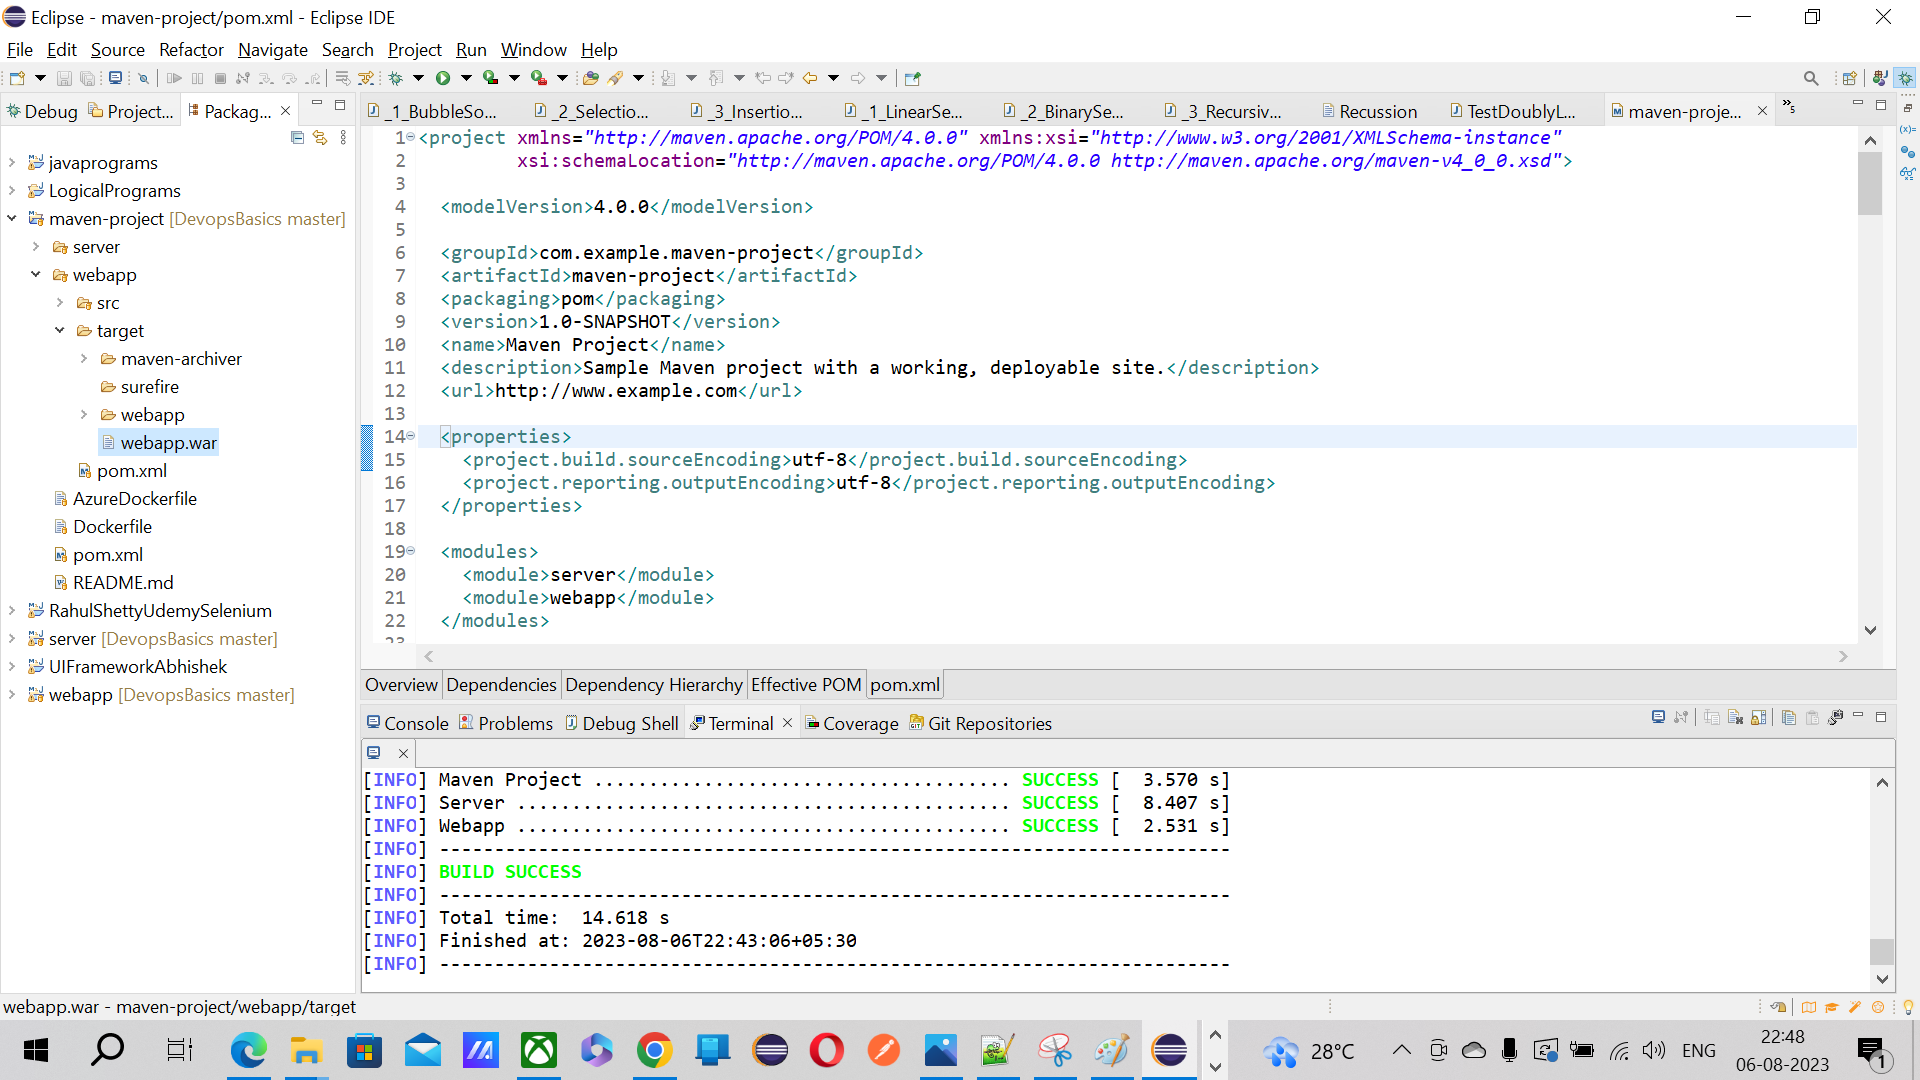 Eclipse - maven-project/pom.xml - Eclipse IDE
File Edit Source Refactor Navigate Search Project Run Window Help
Debug Project... Packag...
javaprograms
LogicalPrograms
maven-project [DevopsBasics master]
server
webapp
src
target
maven-archiver
surefire
webapp
webapp.war
pom.xml
AzureDockerfile
Dockerfile
pom.xml
README.md
RahulShettyUdemySelenium
server [DevopsBasics master]
UIFrameworkAbhishek
webapp [DevopsBasics master]
_1_BubbleSo... _2_Selectio... _3_Insertio... _1_LinearSe... _2_BinarySe... _3_Recursiv... Recussion TestDoublyL... maven-proje... »5
1 <project xmlns="http://maven.apache.org/POM/4.0.0" xmlns:xsi="http://www.w3.org/2001/XMLSchema-instance"
2 xsi:schemaLocation="http://maven.apache.org/POM/4.0.0 http://maven.apache.org/maven-v4_0_0.xsd">
3
4 <modelVersion>4.0.0</modelVersion>
5
6 <groupId>com.example.maven-project</groupId>
7 <artifactId>maven-project</artifactId>
8 <packaging>pom</packaging>
9 <version>1.0-SNAPSHOT</version>
10 <name>Maven Project</name>
11 <description>Sample Maven project with a working, deployable site.</description>
12 <url>http://www.example.com</url>
13
14 <properties>
15 <project.build.sourceEncoding>utf-8</project.build.sourceEncoding>
16 <project.reporting.outputEncoding>utf-8</project.reporting.outputEncoding>
17 </properties>
18
19 <modules>
20 <module>server</module>
21 <module>webapp</module>
22 </modules>
23
Overview Dependencies Dependency Hierarchy Effective POM pom.xml
Console Problems Debug Shell Terminal Coverage Git Repositories
[INFO] Maven Project ...................................... SUCCESS [  3.570 s]
[INFO] Server ............................................. SUCCESS [  8.407 s]
[INFO] Webapp ............................................. SUCCESS [  2.531 s]
[INFO] ------------------------------------------------------------------------
[INFO] BUILD SUCCESS
[INFO] ------------------------------------------------------------------------
[INFO] Total time:  14.618 s
[INFO] Finished at: 2023-08-06T22:43:06+05:30
[INFO] ------------------------------------------------------------------------
webapp.war - maven-project/webapp/target
28°C
ENG
22:48
06-08-2023
1